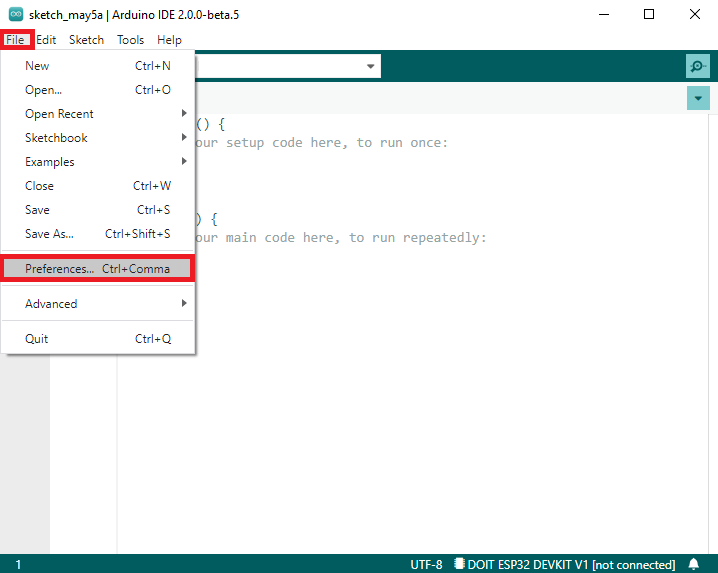 sketch_may5a | Arduino IDE 2.0.0-beta.5
File Edit Sketch Tools Help
New Ctrl+N
Open... Ctrl+O
Open Recent
Sketchbook
Examples
Close Ctrl+W
Save Ctrl+S
Save As... Ctrl+Shift+S
Preferences... Ctrl+Comma
Advanced
Quit Ctrl+Q
() {
our setup code here, to run once:
) {
our main code here, to run repeatedly:
1 UTF-8 DOIT ESP32 DEVKIT V1 [not connected]